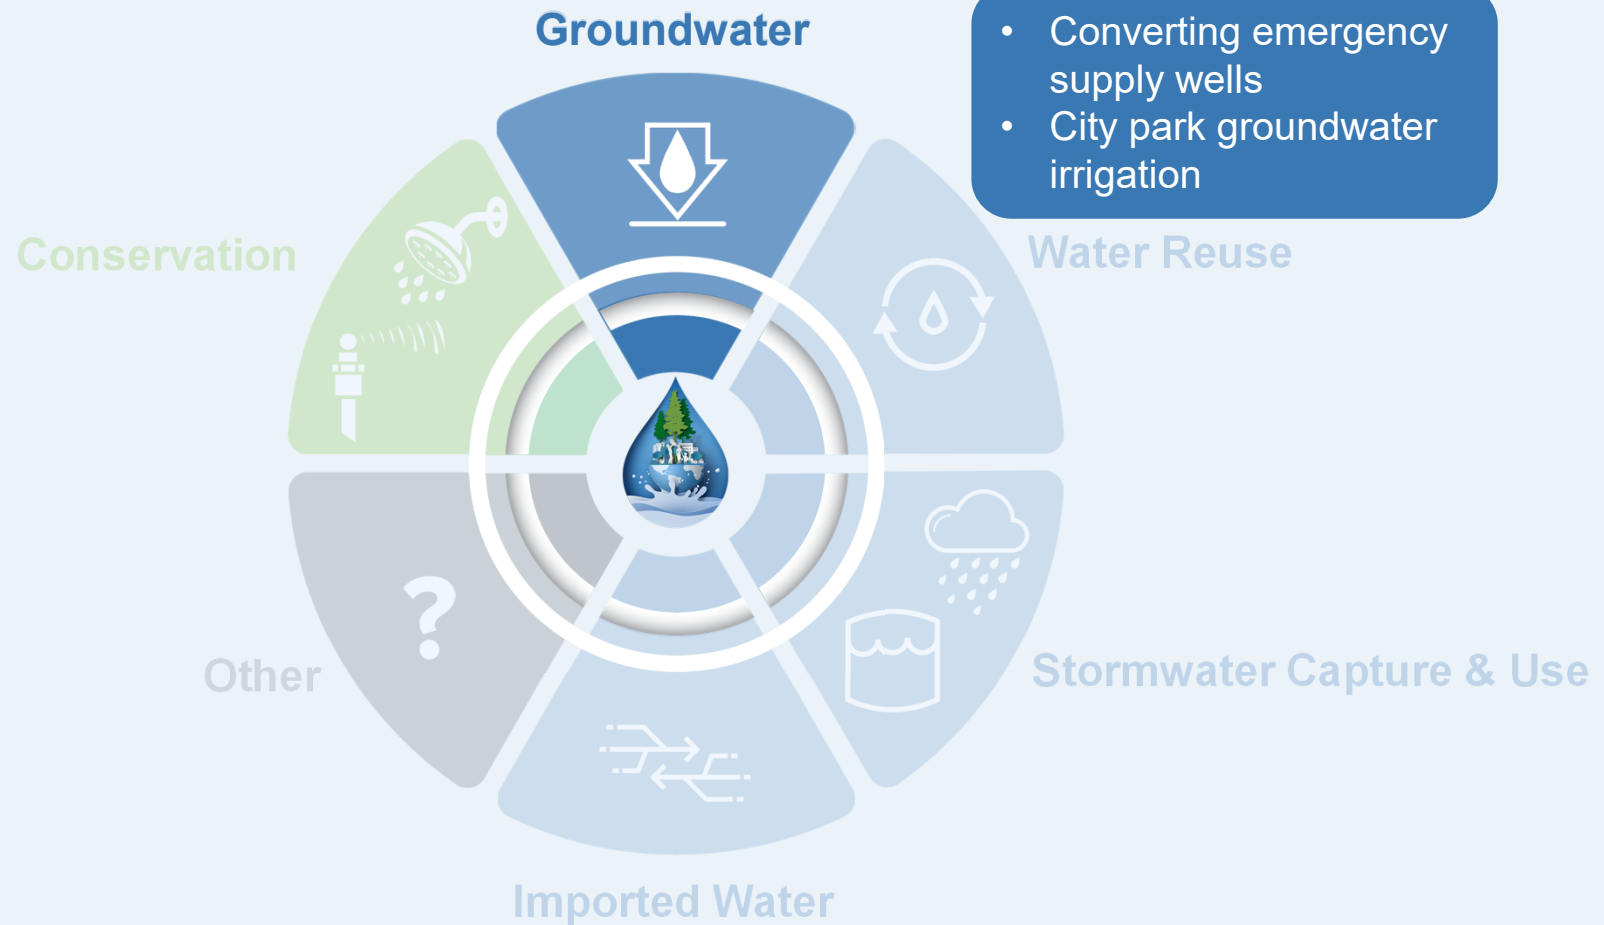 Groundwater
• Converting emergency
supply wells
• City park groundwater
irrigation
Conservation
Water Reuse
?
Other
Stormwater Capture & Use
Imported Water